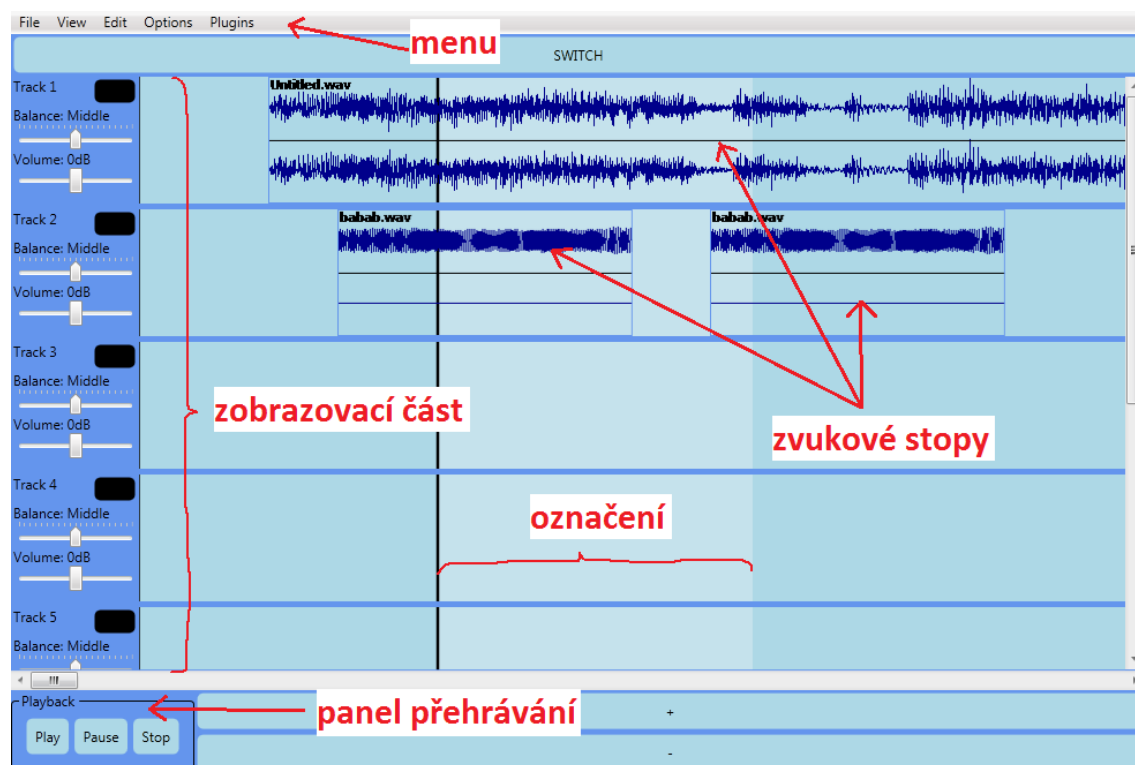 File View Edit Options Plugins
menu
SWITCH
Track 1
Balance: Middle
Volume: 0dB
Untitled.wav
Track 2
Balance: Middle
Volume: 0dB
babab.wav babab.wav
Track 3
Balance: Middle
Volume: 0dB
zobrazovací část
zvukové stopy
Track 4
Balance: Middle
Volume: 0dB
označení
Track 5
Balance: Middle
Playback
Play Pause Stop
panel přehrávání
+
-